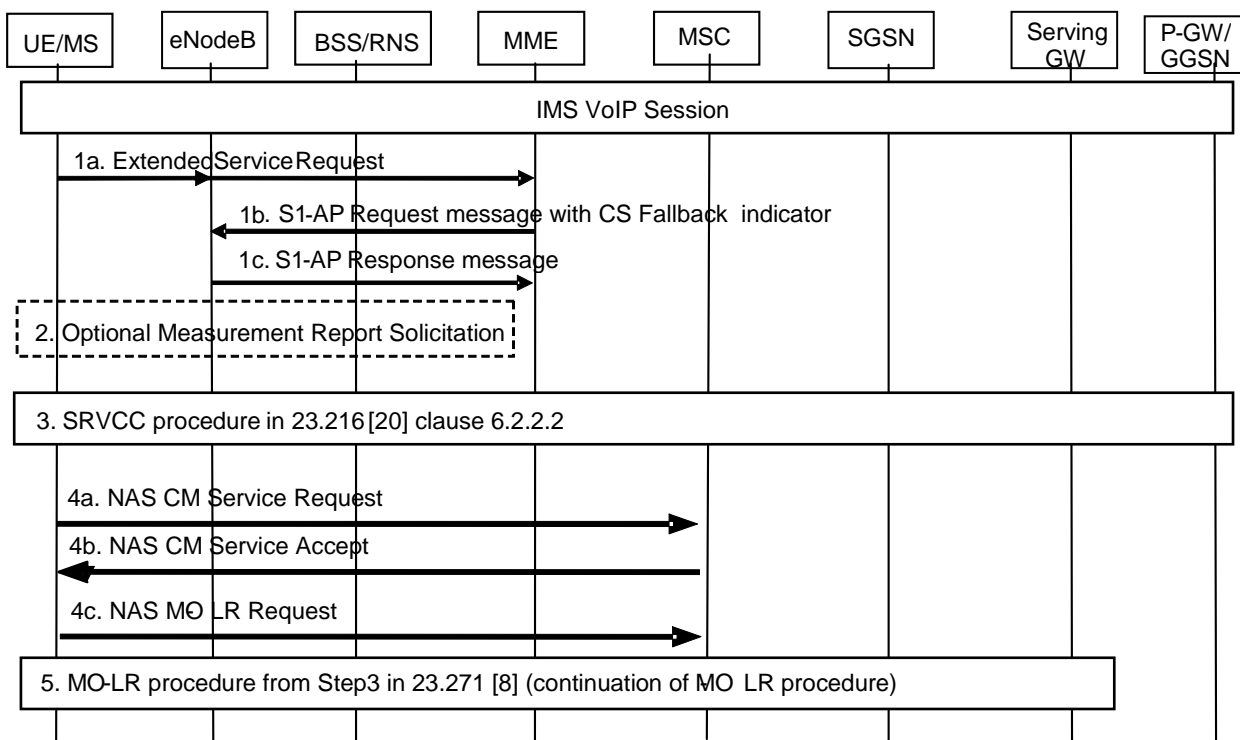 UE/MS
eNodeB
BSS/RNS
MME
MSC
SGSN
Serving
GW
P-GW/
GGSN
IMS VoIP Session
1a. Extended Service Request
1b. S1-AP Request message with CS Fallback indicator
1c. S1-AP Response message
2. Optional Measurement Report Solicitation
3. SRVCC procedure in 23.216 [20] clause 6.2.2.2
4a. NAS CM Service Request
4b. NAS CM Service Accept
4c. NAS MO-LR Request
5. MO-LR procedure from Step3 in 23.271 [8] (continuation of MO-LR procedure)